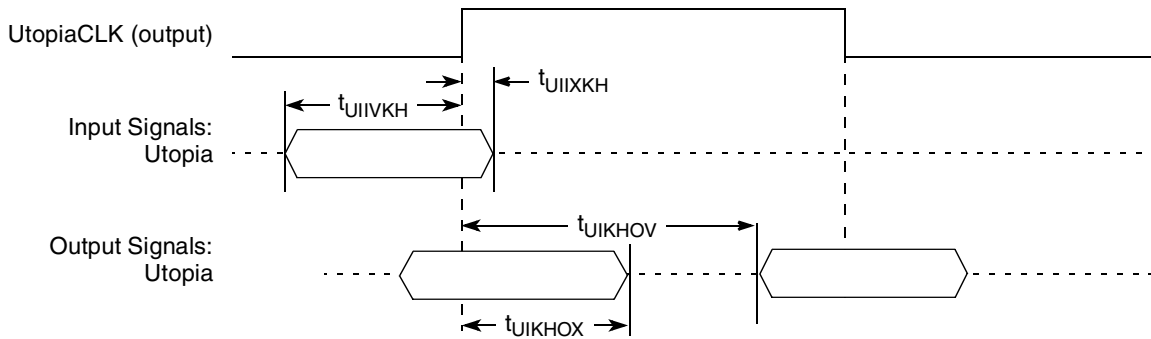 UtopiaCLK (output)
tUIIXKH
tUIIVKH
Input Signals:
Utopia
tUIKHOV
Output Signals:
Utopia
tUIKHOX